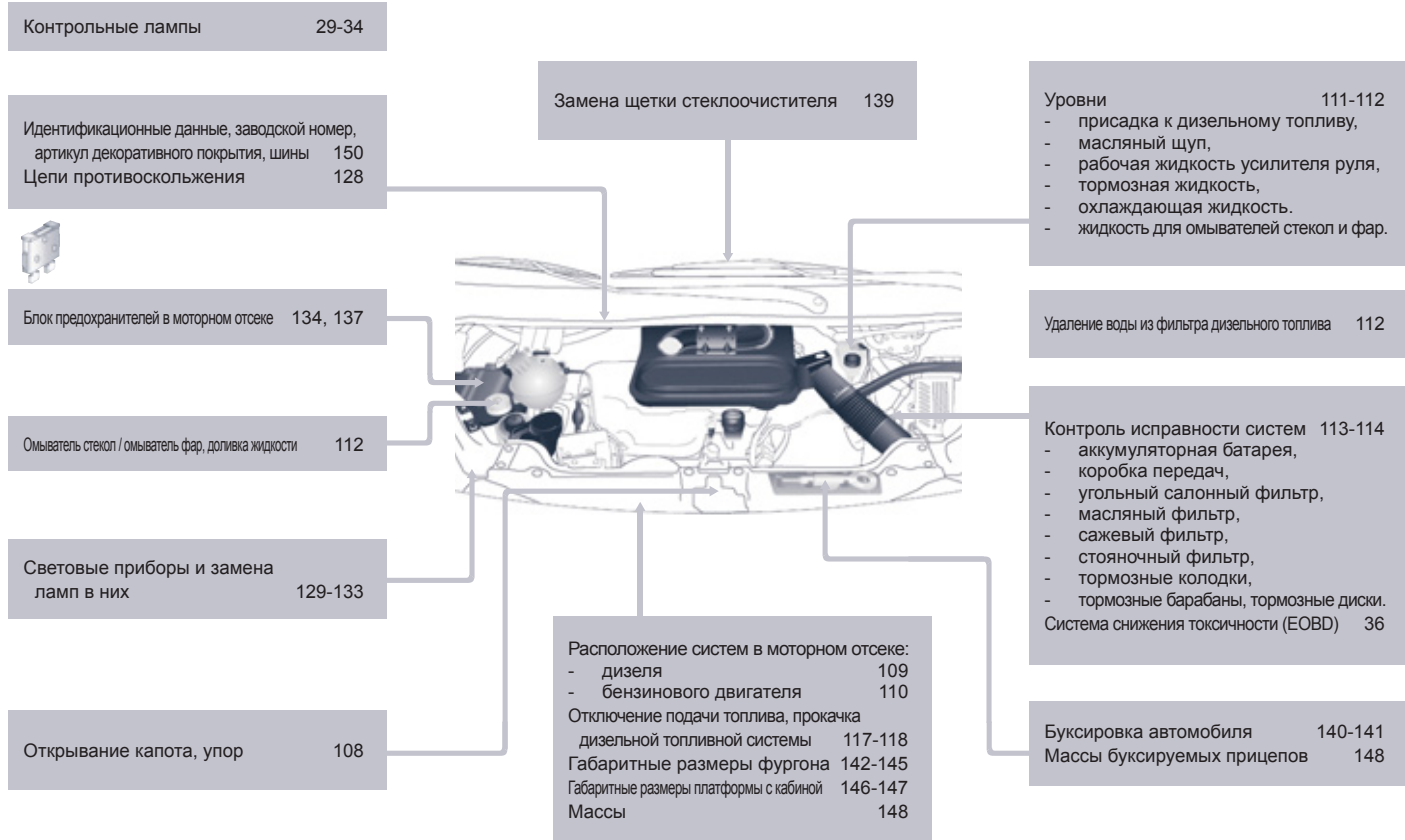 Контрольные лампы 29-34
Идентификационные данные, заводской номер,
артикул декоративного покрытия, шины 150
Цепи противоскольжения 128
Блок предохранителей в моторном отсеке 134, 137
Омыватель стекол / омыватель фар, доливка жидкости 112
Световые приборы и замена
ламп в них 129-133
Открывание капота, упор 108
Замена щетки стеклоочистителя 139
Расположение систем в моторном отсеке:
- дизеля 109
- бензинового двигателя 110
Отключение подачи топлива, прокачка
дизельной топливной системы 117-118
Габаритные размеры фургона 142-145
Габаритные размеры платформы с кабиной 146-147
Массы 148
Уровни 111-112
- присадка к дизельному топливу,
- масляный щуп,
- рабочая жидкость усилителя руля,
- тормозная жидкость,
- охлаждающая жидкость.
- жидкость для омывателей стекол и фар.
Удаление воды из фильтра дизельного топлива 112
Контроль исправности систем 113-114
- аккумуляторная батарея,
- коробка передач,
- угольный салонный фильтр,
- масляный фильтр,
- сажевый фильтр,
- стояночный фильтр,
- тормозные колодки,
- тормозные барабаны, тормозные диски.
Система снижения токсичности (EOBD) 36
Буксировка автомобиля 140-141
Массы буксируемых прицепов 148